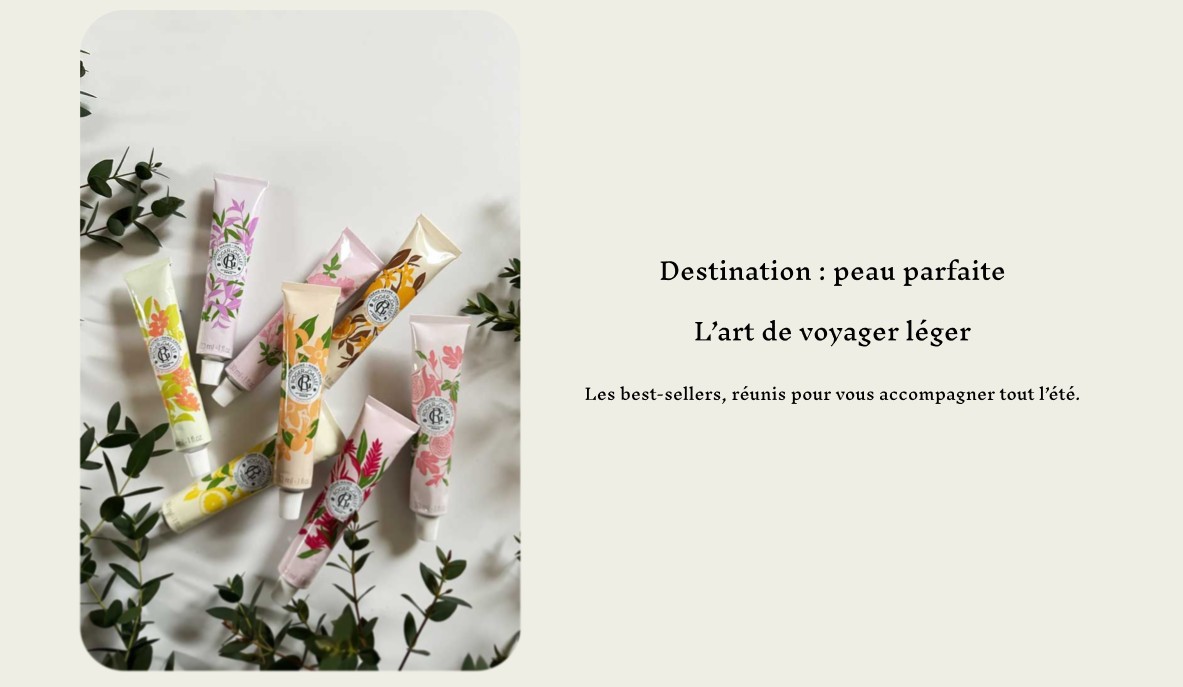 Destination : peau parfaite
L’art de voyager léger
Les best-sellers, réunis pour vous accompagner tout l’été.